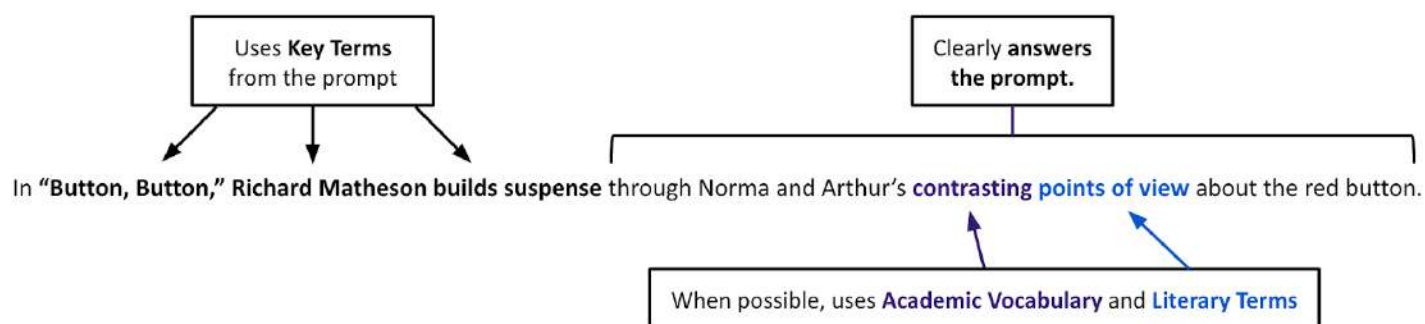 Uses Key Terms
from the prompt
Clearly answers
the prompt.
In “Button, Button,” Richard Matheson builds suspense through Norma and Arthur’s contrasting points of view about the red button.
When possible, uses Academic Vocabulary and Literary Terms